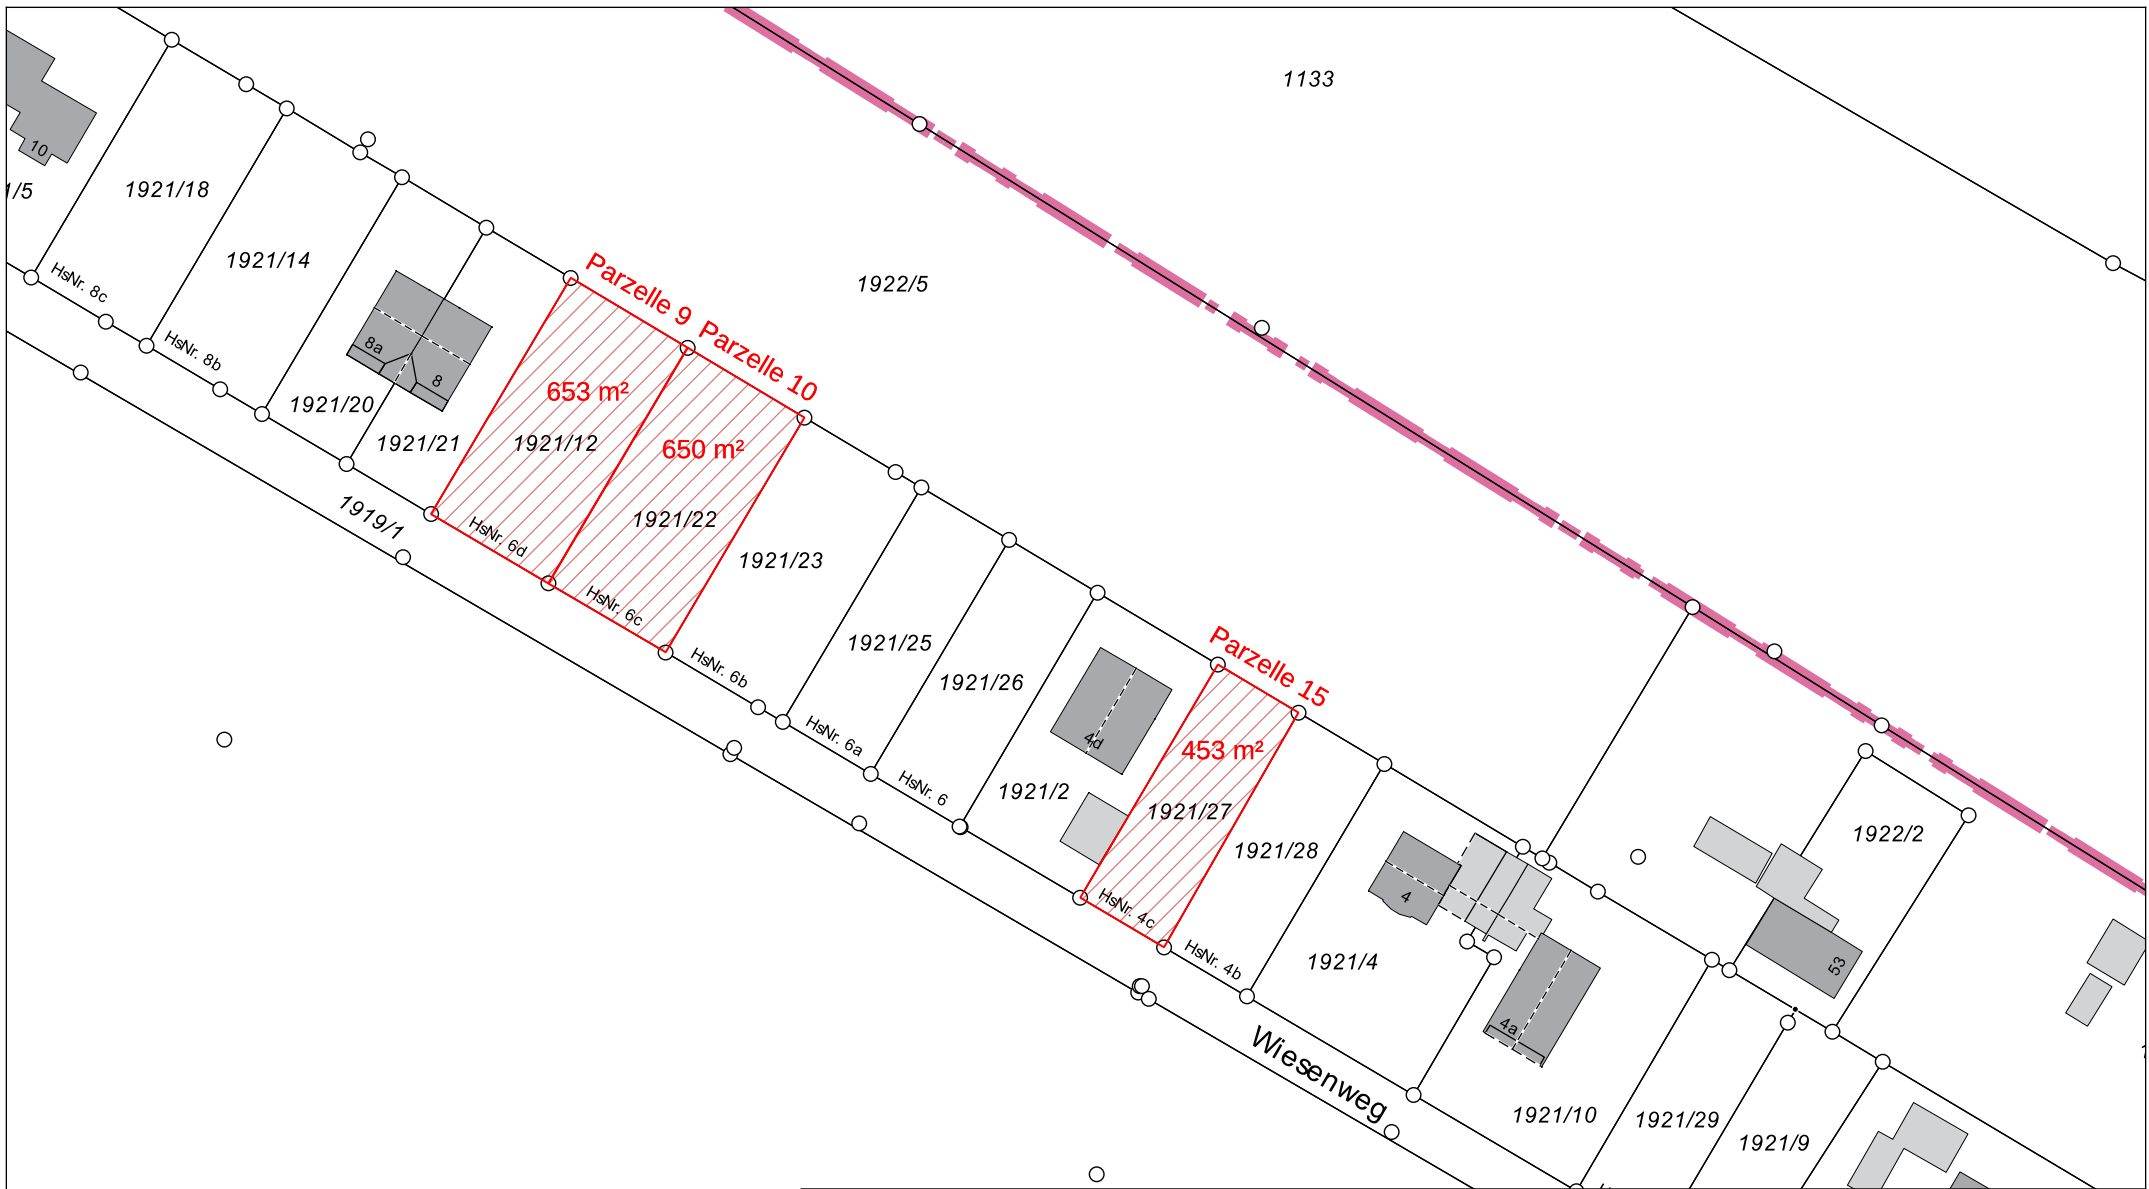 1133
10
1/5
1921/18
1921/14
HsNr. 8c
HsNr. 8b
8a
8
1921/20
1921/21
1922/5
Parzelle 9
Parzelle 10
653 m²
650 m²
1921/12
1921/22
HsNr. 6d
HsNr. 6c
1919/1
1921/23
HsNr. 6b
1921/25
HsNr. 6a
1921/26
HsNr. 6
4d
1921/2
Parzelle 15
453 m²
1921/27
HsNr. 4c
1921/28
HsNr. 4b
4
1921/4
4a
Wiesenweg
1922/2
53
1921/10
1921/29
1921/9